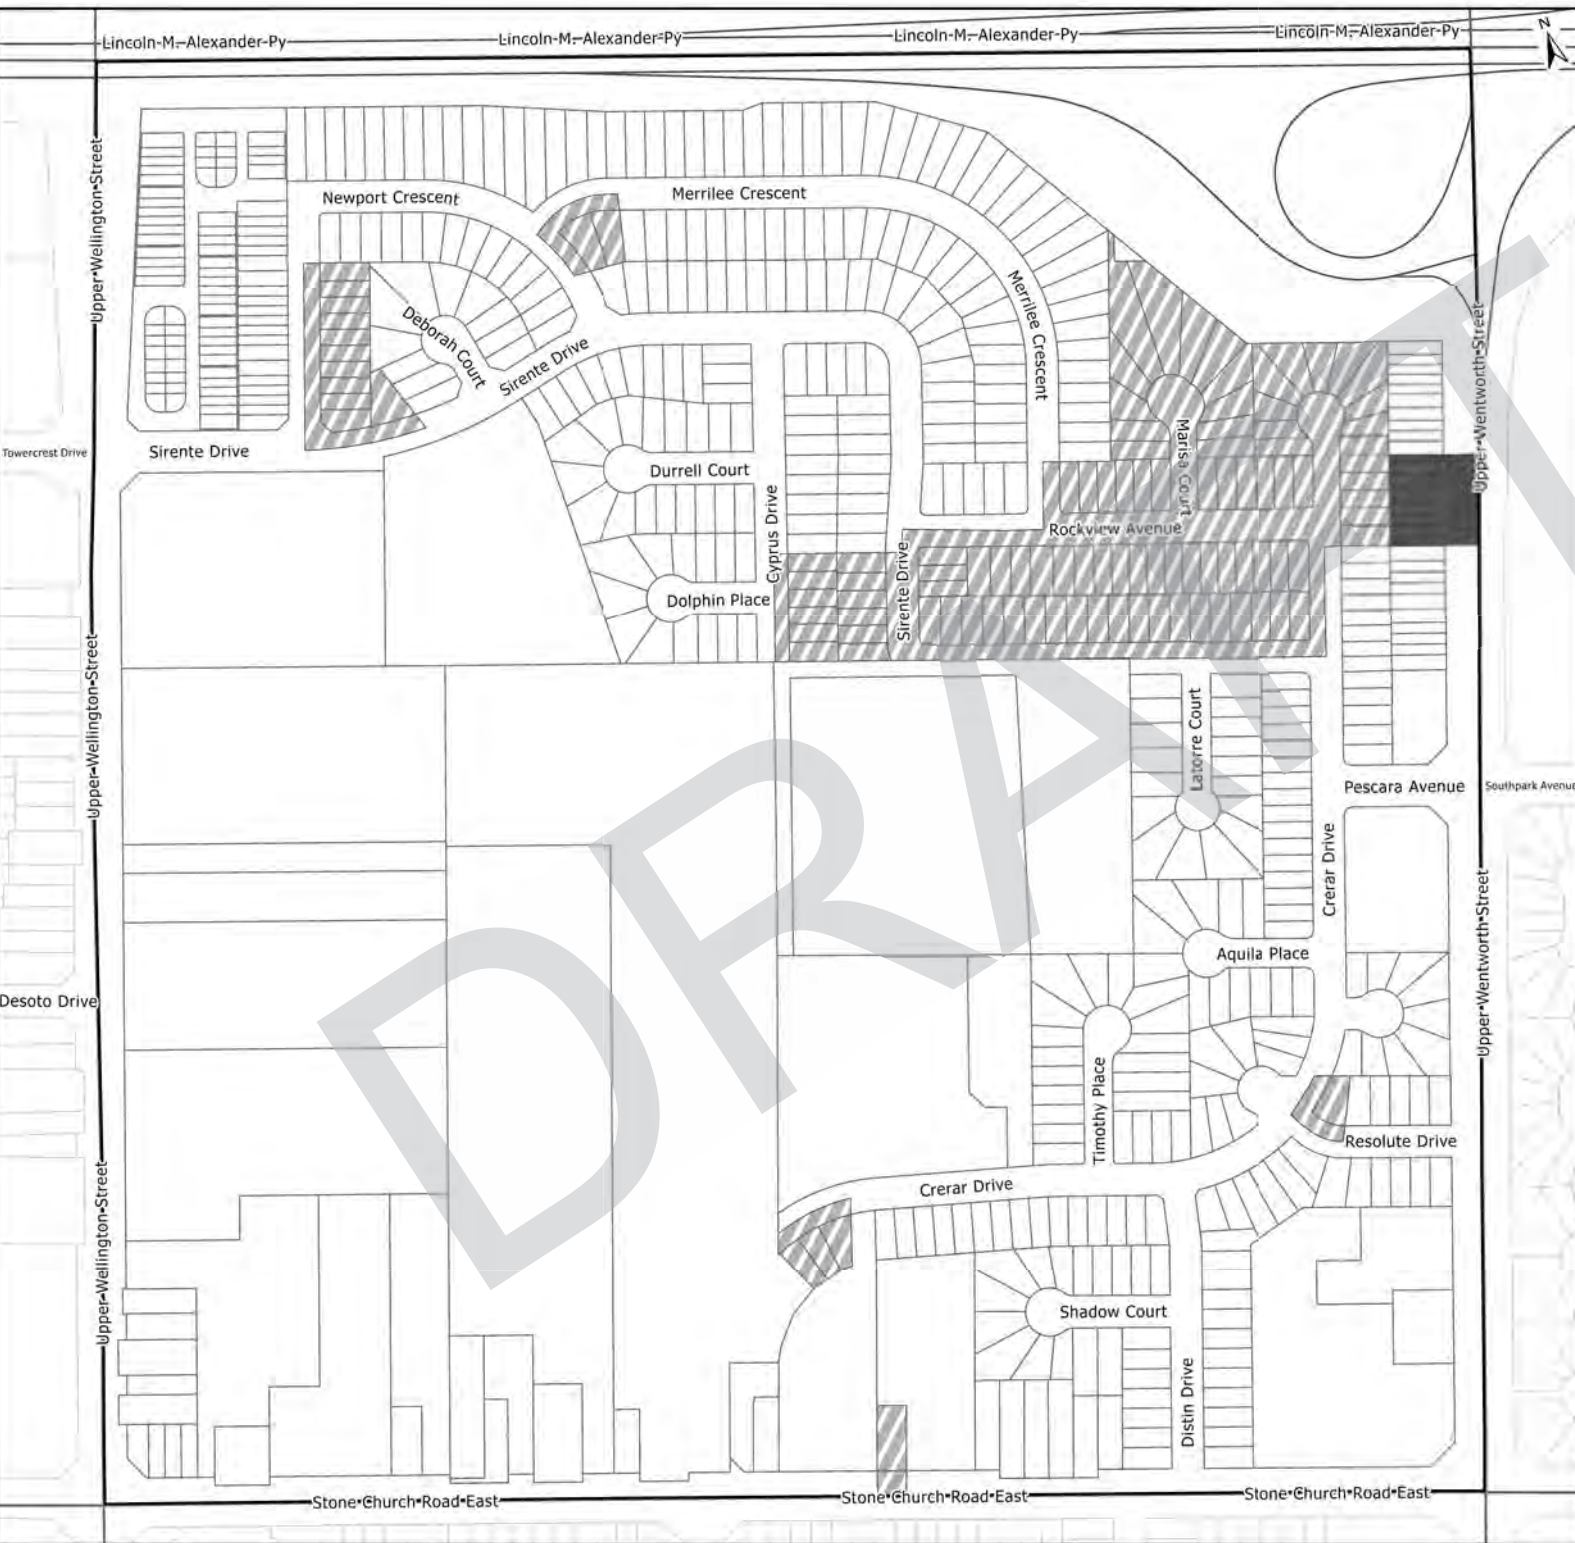 Lincoln-M.-Alexander-Py
Lincoln-M.-Alexander-Py
Lincoln-M.-Alexander-Py
Lincoln-M.-Alexander-Py
N
Upper•Wellington•Street
Newport Crescent
Merrilee Crescent
Merrilee Crescent
Deborah Court
Sirente Drive
Upper•Wentworth•Street
Towercrest Drive
Sirente Drive
Durrell Court
Marisa Court
Cyprus Drive
Rockview Avenue
Sirente Drive
Dolphin Place
Upper•Wellington•Street
Latorre Court
Pescara Avenue
Southpark Avenue
Crerar Drive
Upper•Wentworth•Street
Aquila Place
Desoto Drive
Timothy Place
Resolute Drive
Crerar Drive
Upper•Wellington•Street
Shadow Court
Distin Drive
Stone•Church•Road•East
Stone•Church•Road•East
Stone•Church•Road•East
DRAFT